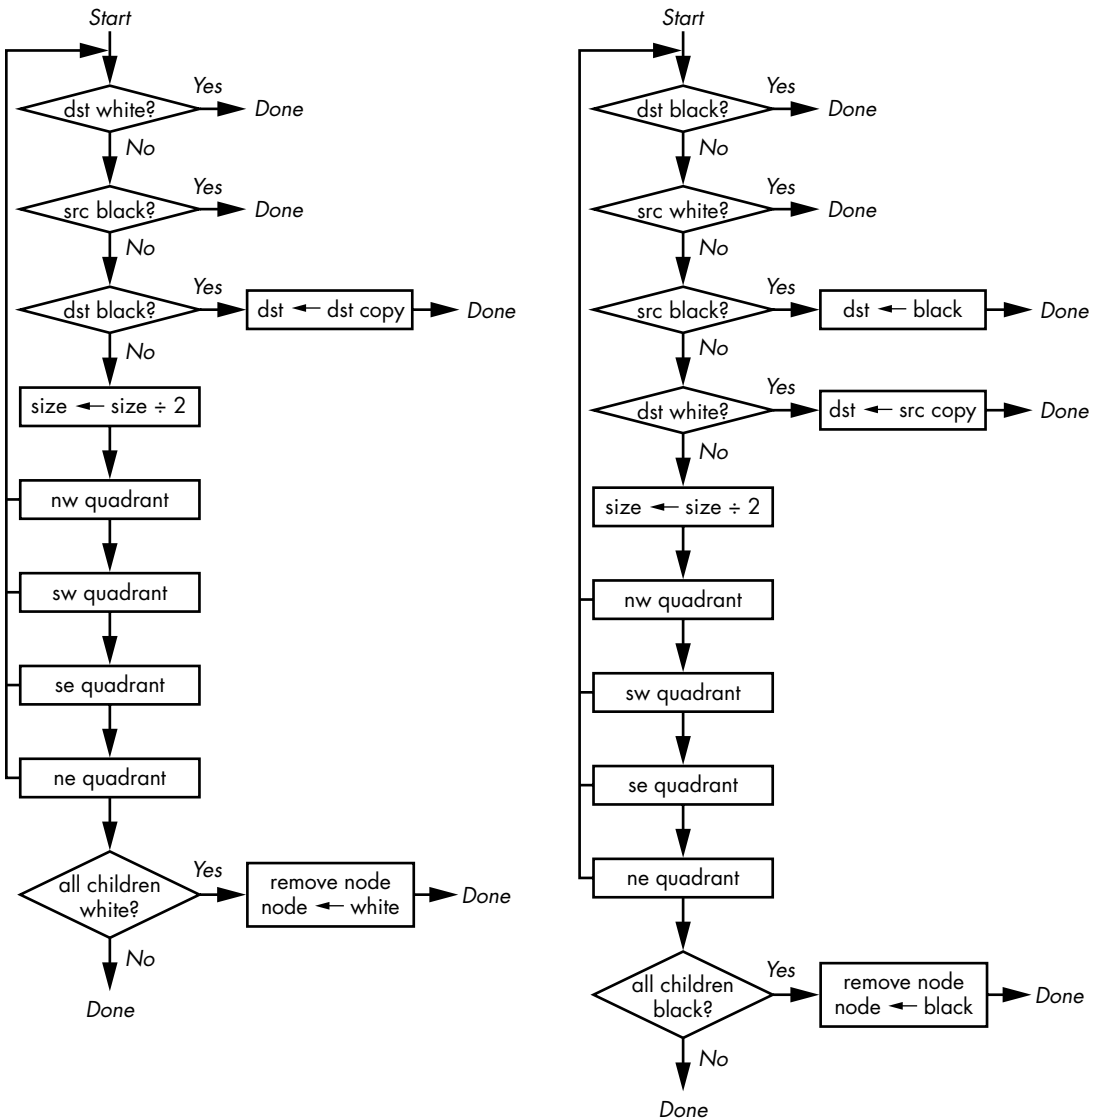 Start
dst white?
Yes
Done
No
src black?
Yes
Done
No
dst black?
Yes
dst ← dst copy
Done
No
size ← size ÷ 2
nw quadrant
sw quadrant
se quadrant
ne quadrant
all children
white?
Yes
remove node
node ← white
Done
No
Done
Start
dst black?
Yes
Done
No
src white?
Yes
Done
No
src black?
Yes
dst ← black
Done
No
dst white?
Yes
dst ← src copy
Done
No
size ← size ÷ 2
nw quadrant
sw quadrant
se quadrant
ne quadrant
all children
black?
Yes
remove node
node ← black
Done
No
Done